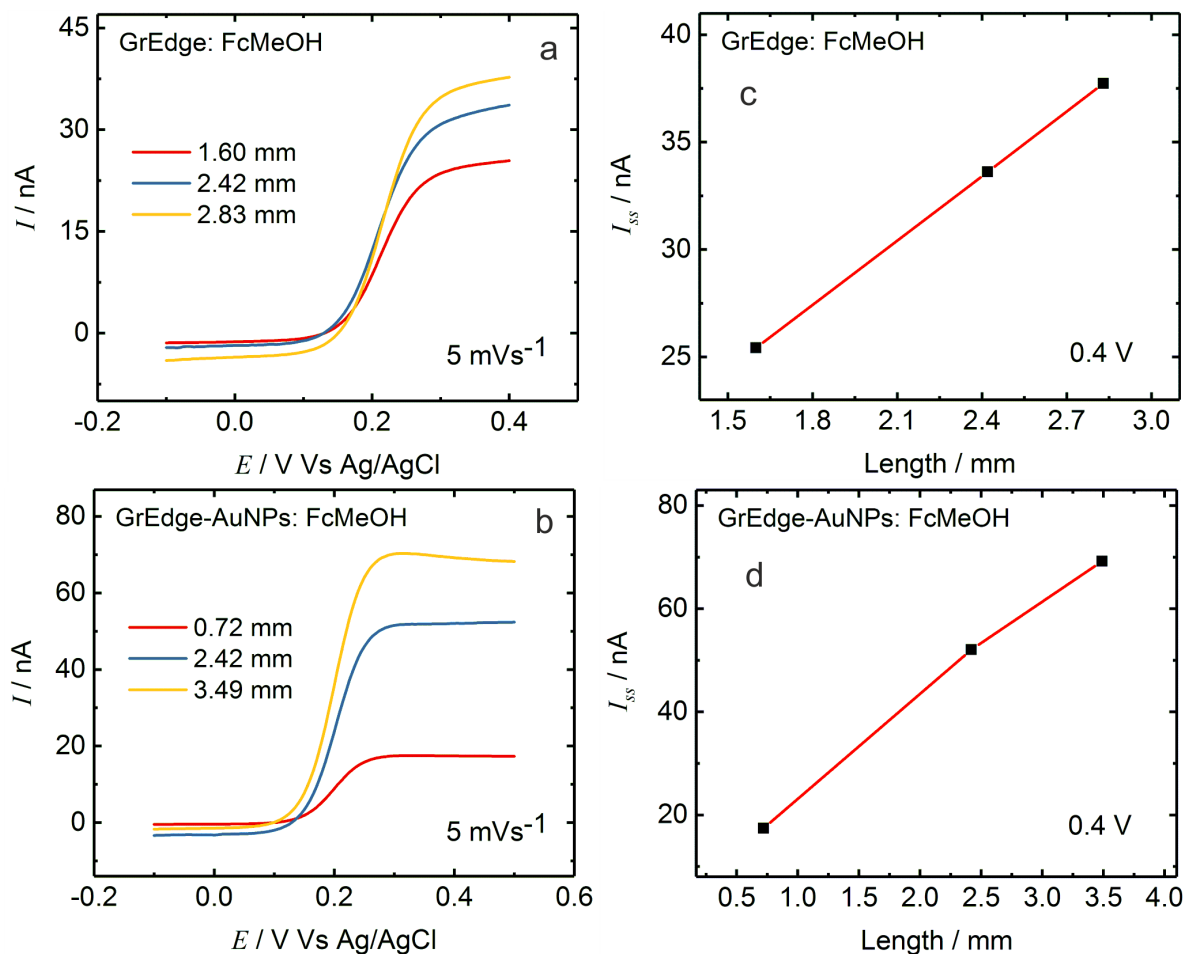 GrEdge: FcMeOH
a
45
30
15
0
I / nA
1.60 mm
2.42 mm
2.83 mm
5 mVs-1
-0.2 0.0 0.2 0.4
E / V Vs Ag/AgCl
GrEdge: FcMeOH
c
40
35
30
25
Iss / nA
0.4 V
1.5 1.8 2.1 2.4 2.7 3.0
Length / mm
GrEdge-AuNPs: FcMeOH
b
80
60
40
20
0
I / nA
0.72 mm
2.42 mm
3.49 mm
5 mVs-1
-0.2 0.0 0.2 0.4 0.6
E / V Vs Ag/AgCl
GrEdge-AuNPs: FcMeOH
d
80
60
40
20
Iss / nA
0.4 V
0.5 1.0 1.5 2.0 2.5 3.0 3.5 4.0
Length / mm